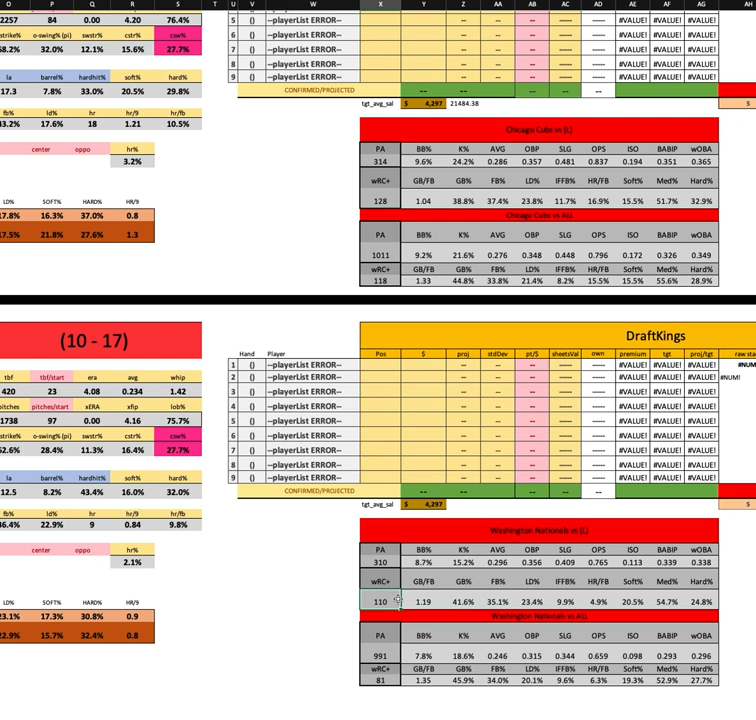 O P Q R S T U V W X Y Z AA AB AC AD AE AF AG AH
2257 84 0.00 4.20 76.4% 5 () --playerList ERROR-- -- -- -- -- ----- ----- #VALUE! #VALUE! #VALUE!
strike% o-swing% (pi) swstr% cstr% csw% 6 () --playerList ERROR-- -- -- -- -- ----- ----- #VALUE! #VALUE! #VALUE!
58.2% 32.0% 12.1% 15.6% 27.7% 7 () --playerList ERROR-- -- -- -- -- ----- ----- #VALUE! #VALUE! #VALUE!
8 () --playerList ERROR-- -- -- -- -- ----- ----- #VALUE! #VALUE! #VALUE!
la barrel% hardhit% soft% hard% 9 () --playerList ERROR-- -- -- -- -- ----- ----- #VALUE! #VALUE! #VALUE!
17.3 7.8% 33.0% 20.5% 29.8% CONFIRMED/PROJECTED -- -- -- -- --
tgt_avg_sal $ 4,297 21484.38 5
fb% ld% hr hr/9 hr/fb
43.2% 17.6% 18 1.21 10.5%
Chicago Cubs vs (L)
center oppo hr% PA BB% K% AVG OBP SLG OPS ISO BABIP wOBA
3.2% 314 9.6% 24.2% 0.286 0.357 0.481 0.837 0.194 0.351 0.365
wRC+ GB/FB GB% FB% LD% IFFB% HR/FB Soft% Med% Hard%
LD% SOFT% HARD% HR/9 128 1.04 38.8% 37.4% 23.8% 11.7% 16.9% 15.5% 51.7% 32.9%
17.8% 16.3% 37.0% 0.8 Chicago Cubs vs ALL
17.5% 21.8% 27.6% 1.3 PA BB% K% AVG OBP SLG OPS ISO BABIP wOBA
1011 9.2% 21.6% 0.276 0.348 0.448 0.796 0.172 0.326 0.349
wRC+ GB/FB GB% FB% LD% IFFB% HR/FB Soft% Med% Hard%
118 1.33 44.8% 33.8% 21.4% 8.2% 15.5% 15.5% 55.6% 28.9%
(10 - 17) DraftKings
Hand Player Pos $ proj stdDev pt/$ sheetsVal own premium tgt proj/tgt raw sta
1 () --playerList ERROR-- -- -- -- -- ----- ----- #VALUE! #VALUE! #VALUE! #NUM
tbf tbf/start era avg whip 2 () --playerList ERROR-- -- -- -- -- ----- ----- #VALUE! #VALUE! #VALUE! #NUM!
420 23 4.08 0.234 1.42 3 () --playerList ERROR-- -- -- -- -- ----- ----- #VALUE! #VALUE! #VALUE!
pitches pitches/start xERA xfip lob% 4 () --playerList ERROR-- -- -- -- -- ----- ----- #VALUE! #VALUE! #VALUE!
1738 97 0.00 4.16 75.7% 5 () --playerList ERROR-- -- -- -- -- ----- ----- #VALUE! #VALUE! #VALUE!
strike% o-swing% (pi) swstr% cstr% csw% 6 () --playerList ERROR-- -- -- -- -- ----- ----- #VALUE! #VALUE! #VALUE!
62.6% 28.4% 11.3% 16.4% 27.7% 7 () --playerList ERROR-- -- -- -- -- ----- ----- #VALUE! #VALUE! #VALUE!
8 () --playerList ERROR-- -- -- -- -- ----- ----- #VALUE! #VALUE! #VALUE!
la barrel% hardhit% soft% hard% 9 () --playerList ERROR-- -- -- -- -- ----- ----- #VALUE! #VALUE! #VALUE!
12.5 8.2% 43.4% 16.0% 32.0% CONFIRMED/PROJECTED -- -- -- -- --
tgt_avg_sal $ 4,297 5
fb% ld% hr hr/9 hr/fb
36.4% 22.9% 9 0.84 9.8%
Washington Nationals vs (L)
center oppo hr% PA BB% K% AVG OBP SLG OPS ISO BABIP wOBA
2.1% 310 8.7% 15.2% 0.296 0.356 0.409 0.765 0.113 0.339 0.338
wRC+ GB/FB GB% FB% LD% IFFB% HR/FB Soft% Med% Hard%
LD% SOFT% HARD% HR/9 110 1.19 41.6% 35.1% 23.4% 9.9% 4.9% 20.5% 54.7% 24.8%
23.1% 17.3% 30.8% 0.9 Washington Nationals vs ALL
22.9% 15.7% 32.4% 0.8 PA BB% K% AVG OBP SLG OPS ISO BABIP wOBA
991 7.8% 18.6% 0.246 0.315 0.344 0.659 0.098 0.293 0.296
wRC+ GB/FB GB% FB% LD% IFFB% HR/FB Soft% Med% Hard%
81 1.35 45.9% 34.0% 20.1% 9.6% 6.3% 19.3% 52.9% 27.7%